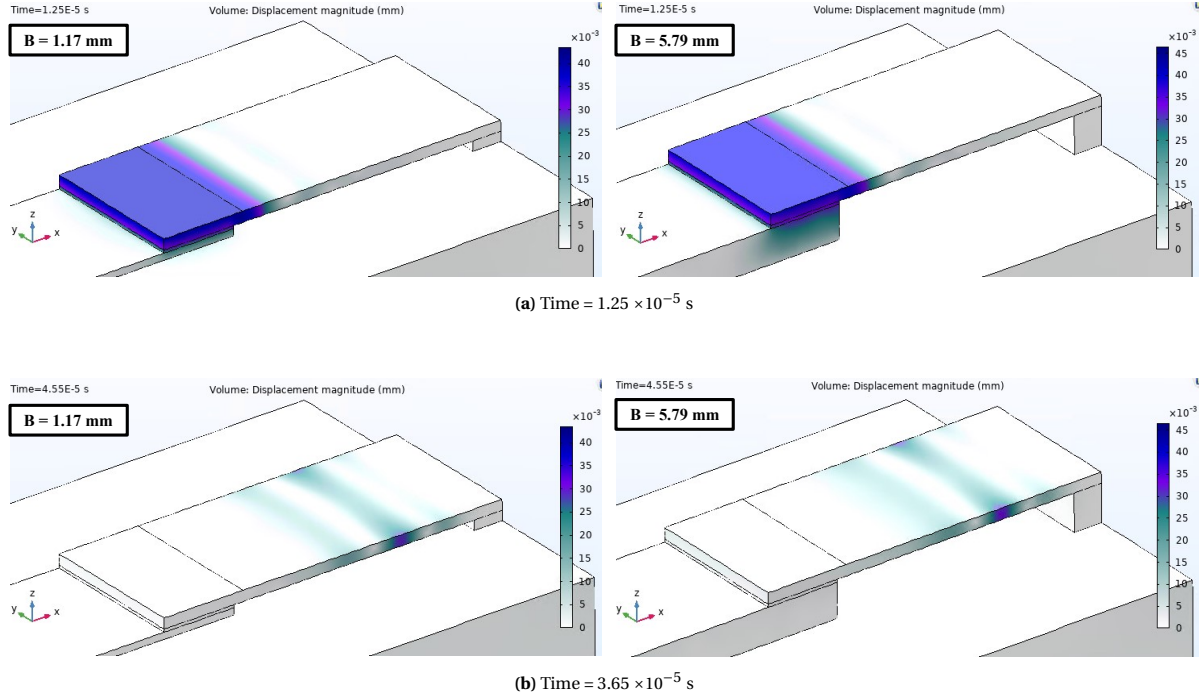 Time=1.25E-5 s Volume: Displacement magnitude (mm)
B = 1.17 mm
×10⁻³
40
35
30
25
20
15
10
5
0
z
y
x
Time=1.25E-5 s Volume: Displacement magnitude (mm)
B = 5.79 mm
×10⁻³
45
40
35
30
25
20
15
10
5
0
z
y
x
(a) Time = 1.25 ×10⁻⁵ s
Time=4.55E-5 s Volume: Displacement magnitude (mm)
B = 1.17 mm
×10⁻³
40
35
30
25
20
15
10
5
0
z
y
x
Time=4.55E-5 s Volume: Displacement magnitude (mm)
B = 5.79 mm
×10⁻³
45
40
35
30
25
20
15
10
5
0
z
y
x
(b) Time = 3.65 ×10⁻⁵ s